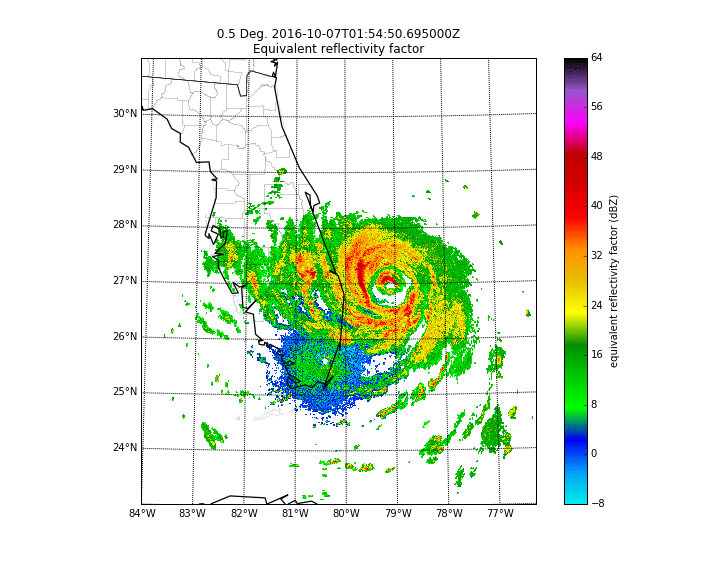 0.5 Deg. 2016-10-07T01:54:50.695000Z
Equivalent reflectivity factor
30°N
29°N
28°N
27°N
26°N
25°N
24°N
84°W 83°W 82°W 81°W 80°W 79°W 78°W 77°W
64
56
48
40
32
24
16
8
0
−8
equivalent reflectivity factor (dBZ)